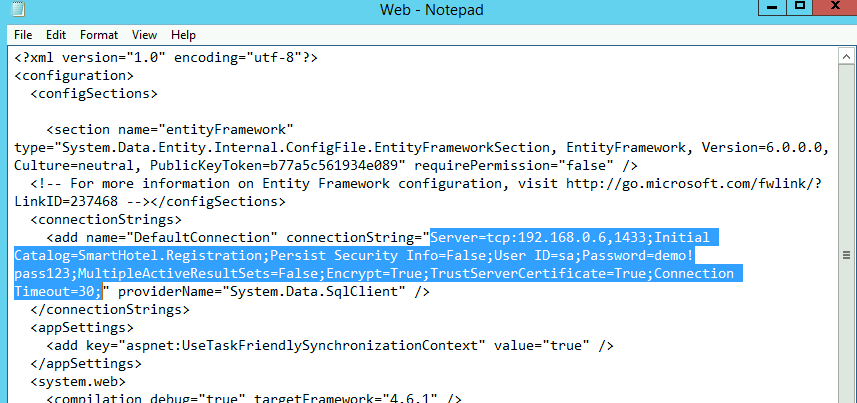 Web - Notepad
File Edit Format View Help
<?xml version="1.0" encoding="utf-8"?>
<configuration>
  <configSections>

    <section name="entityFramework"
type="System.Data.Entity.Internal.ConfigFile.EntityFrameworkSection, EntityFramework, Version=6.0.0.0,
Culture=neutral, PublicKeyToken=b77a5c561934e089" requirePermission="false" />
  <!-- For more information on Entity Framework configuration, visit http://go.microsoft.com/fwlink/?
LinkID=237468 --></configSections>
  <connectionStrings>
    <add name="DefaultConnection" connectionString="Server=tcp:192.168.0.6,1433;Initial
Catalog=SmartHotel.Registration;Persist Security Info=False;User ID=sa;Password=demo!
pass123;MultipleActiveResultSets=False;Encrypt=True;TrustServerCertificate=True;Connection
Timeout=30;" providerName="System.Data.SqlClient" />
  </connectionStrings>
  <appSettings>
    <add key="aspnet:UseTaskFriendlySynchronizationContext" value="true" />
  </appSettings>
  <system.web>
    <compilation debug="true" targetFramework="4.6.1" />